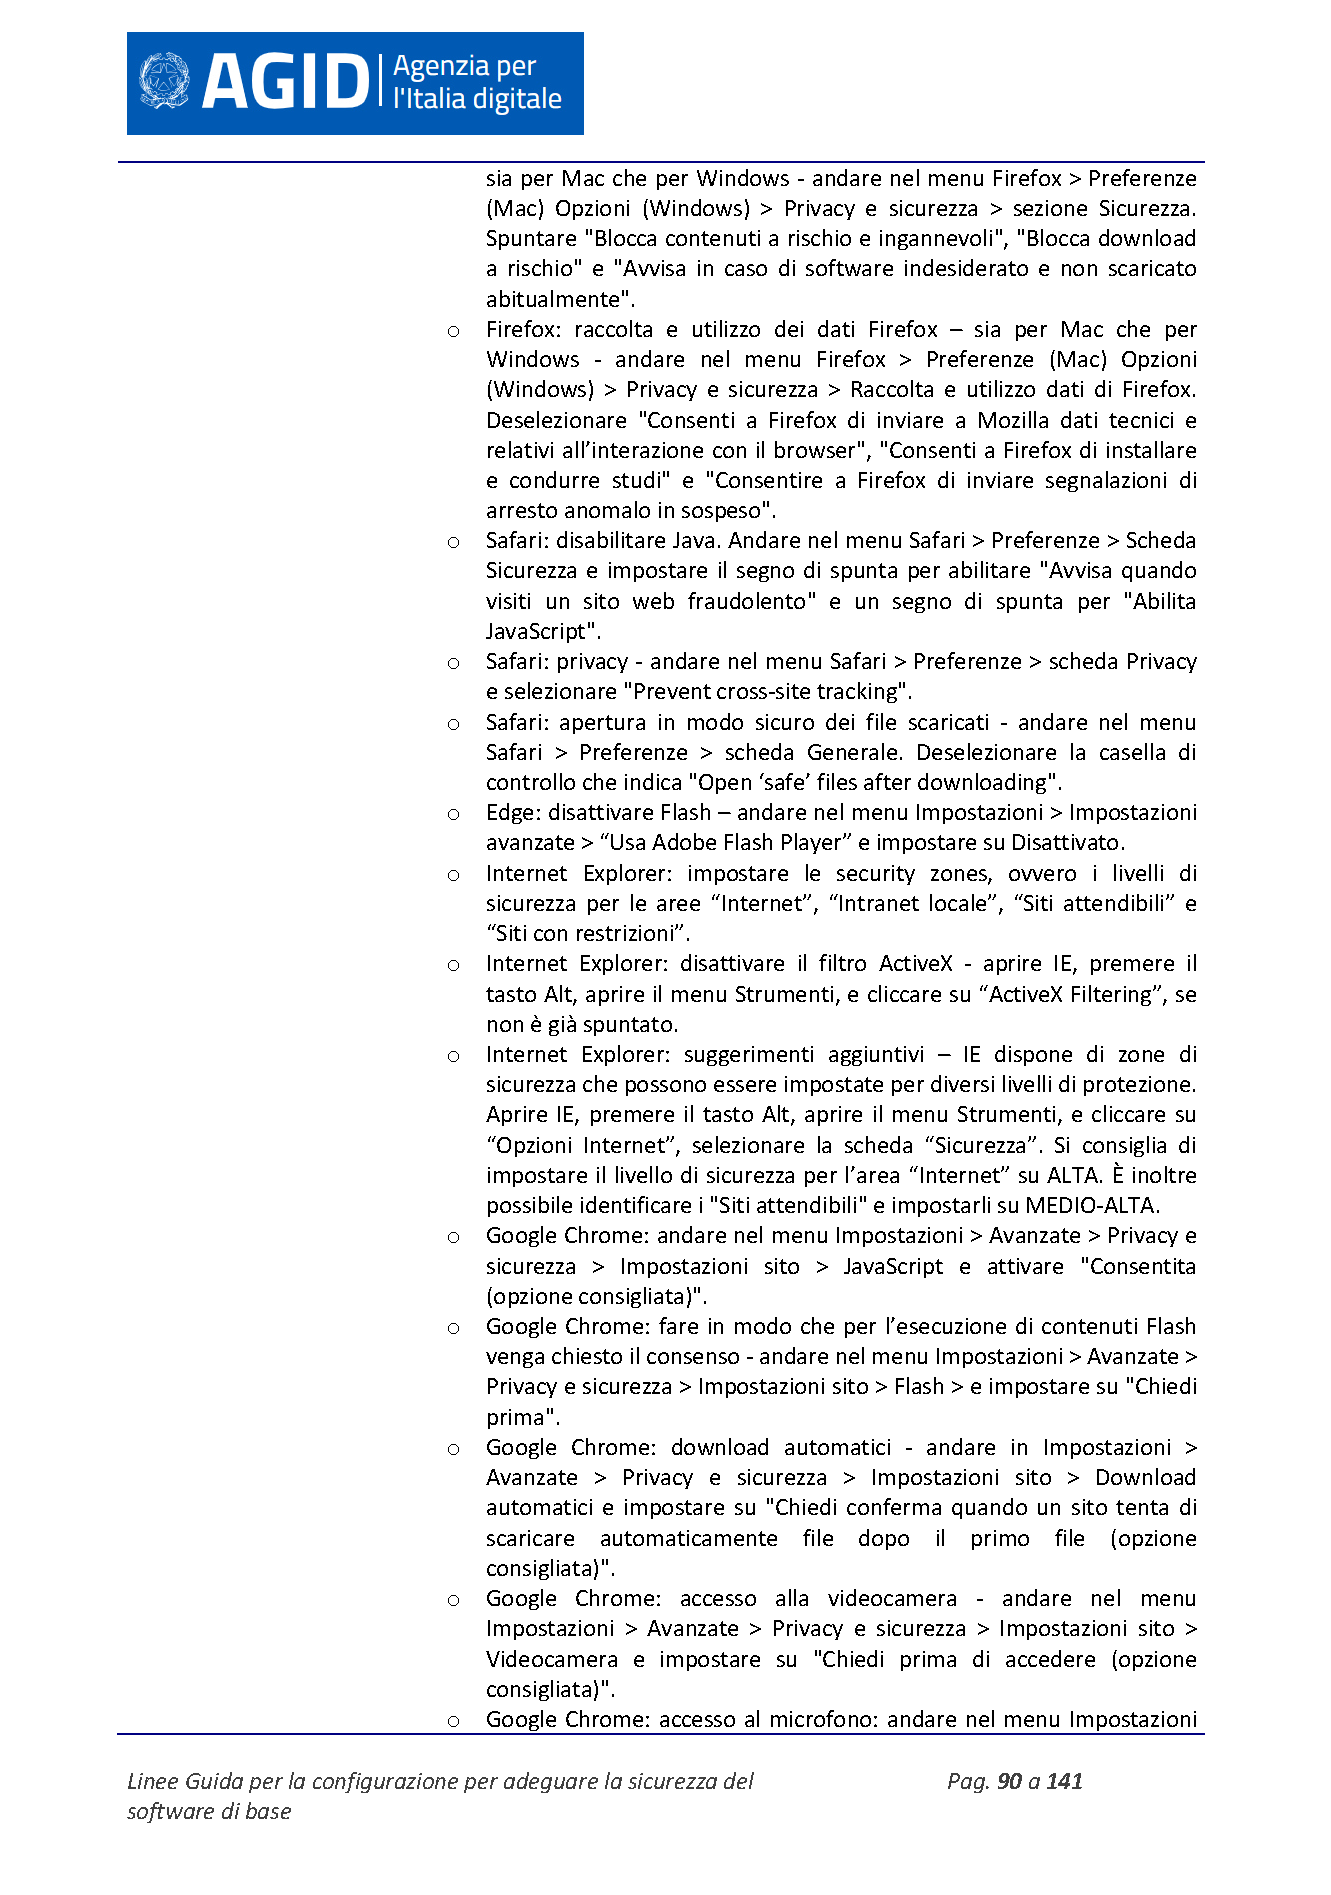 AGID Agenzia per
l'Italia digitale
sia per Mac che per Windows - andare nel menu Firefox > Preferenze
(Mac) Opzioni (Windows) > Privacy e sicurezza > sezione Sicurezza.
Spuntare "Blocca contenuti a rischio e ingannevoli", "Blocca download
a rischio" e "Avvisa in caso di software indesiderato e non scaricato
abitualmente".
o Firefox: raccolta e utilizzo dei dati Firefox – sia per Mac che per
Windows - andare nel menu Firefox > Preferenze (Mac) Opzioni
(Windows) > Privacy e sicurezza > Raccolta e utilizzo dati di Firefox.
Deselezionare "Consenti a Firefox di inviare a Mozilla dati tecnici e
relativi all’interazione con il browser", "Consenti a Firefox di installare
e condurre studi" e "Consentire a Firefox di inviare segnalazioni di
arresto anomalo in sospeso".
o Safari: disabilitare Java. Andare nel menu Safari > Preferenze > Scheda
Sicurezza e impostare il segno di spunta per abilitare "Avvisa quando
visiti un sito web fraudolento" e un segno di spunta per "Abilita
JavaScript".
o Safari: privacy - andare nel menu Safari > Preferenze > scheda Privacy
e selezionare "Prevent cross-site tracking".
o Safari: apertura in modo sicuro dei file scaricati - andare nel menu
Safari > Preferenze > scheda Generale. Deselezionare la casella di
controllo che indica "Open ‘safe’ files after downloading".
o Edge: disattivare Flash – andare nel menu Impostazioni > Impostazioni
avanzate > “Usa Adobe Flash Player” e impostare su Disattivato.
o Internet Explorer: impostare le security zones, ovvero i livelli di
sicurezza per le aree “Internet”, “Intranet locale”, “Siti attendibili” e
“Siti con restrizioni”.
o Internet Explorer: disattivare il filtro ActiveX - aprire IE, premere il
tasto Alt, aprire il menu Strumenti, e cliccare su “ActiveX Filtering”, se
non è già spuntato.
o Internet Explorer: suggerimenti aggiuntivi – IE dispone di zone di
sicurezza che possono essere impostate per diversi livelli di protezione.
Aprire IE, premere il tasto Alt, aprire il menu Strumenti, e cliccare su
“Opzioni Internet”, selezionare la scheda “Sicurezza”. Si consiglia di
impostare il livello di sicurezza per l’area “Internet” su ALTA. È inoltre
possibile identificare i "Siti attendibili" e impostarli su MEDIO-ALTA.
o Google Chrome: andare nel menu Impostazioni > Avanzate > Privacy e
sicurezza > Impostazioni sito > JavaScript e attivare "Consentita
(opzione consigliata)".
o Google Chrome: fare in modo che per l’esecuzione di contenuti Flash
venga chiesto il consenso - andare nel menu Impostazioni > Avanzate >
Privacy e sicurezza > Impostazioni sito > Flash > e impostare su "Chiedi
prima".
o Google Chrome: download automatici - andare in Impostazioni >
Avanzate > Privacy e sicurezza > Impostazioni sito > Download
automatici e impostare su "Chiedi conferma quando un sito tenta di
scaricare automaticamente file dopo il primo file (opzione
consigliata)".
o Google Chrome: accesso alla videocamera - andare nel menu
Impostazioni > Avanzate > Privacy e sicurezza > Impostazioni sito >
Videocamera e impostare su "Chiedi prima di accedere (opzione
consigliata)".
o Google Chrome: accesso al microfono: andare nel menu Impostazioni
Linee Guida per la configurazione per adeguare la sicurezza del
software di base
Pag. 90 a 141